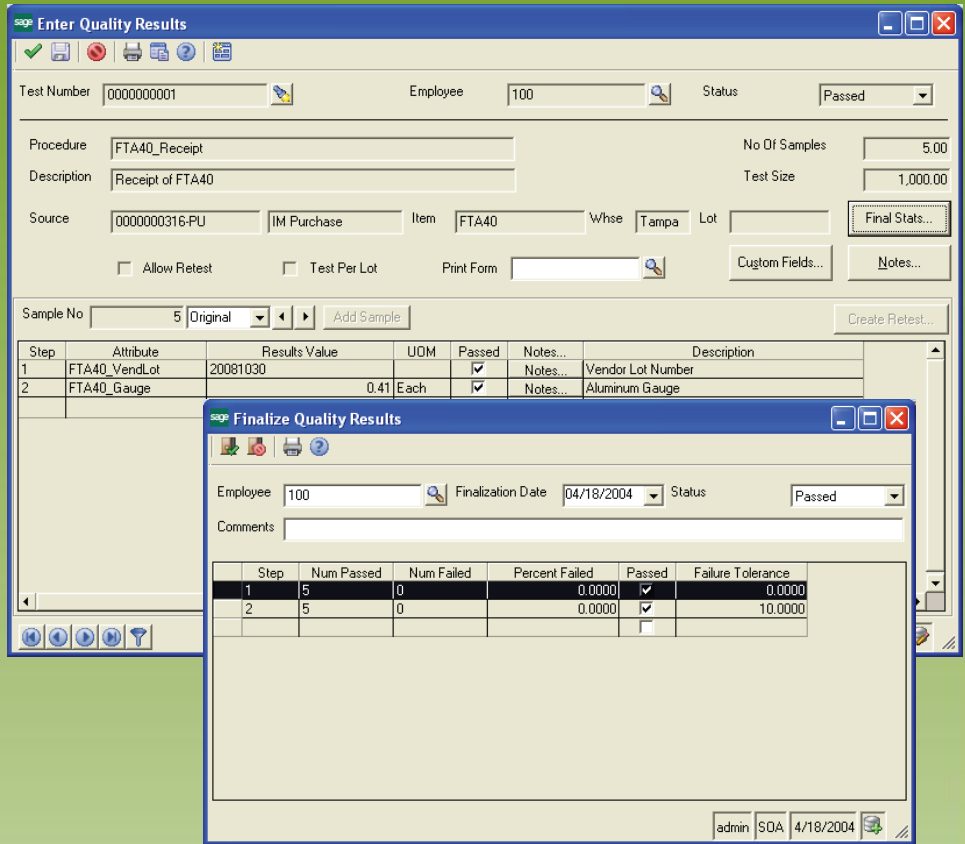 sage Enter Quality Results
Test Number 0000000001 Employee 100 Status Passed
Procedure FTA40_Receipt No Of Samples 5.00
Description Receipt of FTA40 Test Size 1,000.00
Source 0000000316-PU IM Purchase Item FTA40 Whse Tampa Lot Final Stats...
Allow Retest Test Per Lot Print Form Custom Fields... Notes...
Sample No 5 Original Add Sample Create Retest...
Step Attribute Results Value UOM Passed Notes... Description
1 FTA40_VendLot 20081030 Notes... Vendor Lot Number
2 FTA40_Gauge 0.41 Each Notes... Aluminum Gauge
sage Finalize Quality Results
Employee 100 Finalization Date 04/18/2004 Status Passed
Comments
Step Num Passed Num Failed Percent Failed Passed Failure Tolerance
1 5 0 0.0000 0.0000
2 5 0 0.0000 10.0000
admin SOA 4/18/2004